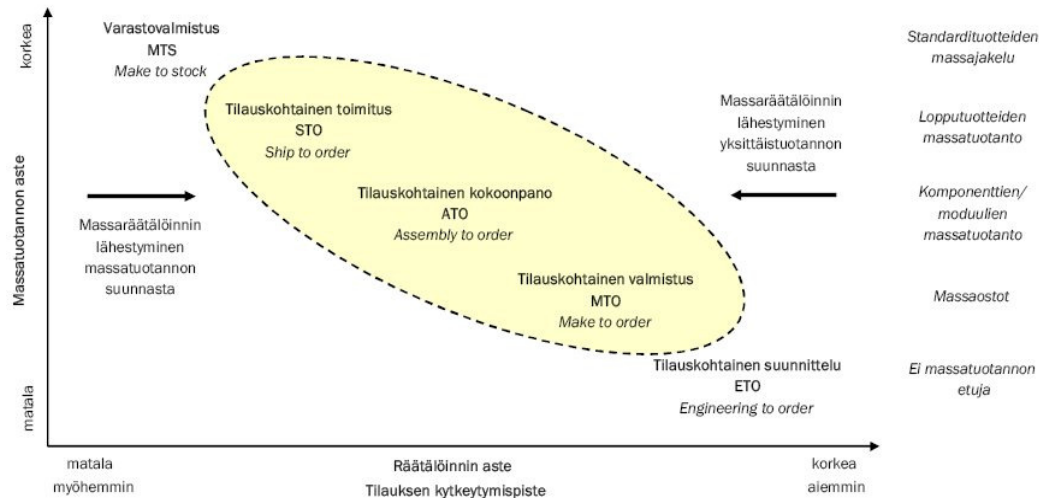 Massatuotannon aste
korkea
matala
Varastovalmistus
MTS
Make to stock
Tilauskohtainen toimitus
STO
Ship to order
Tilauskohtainen kokoonpano
ATO
Assembly to order
Tilauskohtainen valmistus
MTO
Make to order
Tilauskohtainen suunnittelu
ETO
Engineering to order
Massaräätälöinnin
lähestyminen
massatuotannon
suunnasta
Massaräätälöinnin
lähestyminen
yksittäistuotannon
suunnasta
Standardituotteiden
massajakelu
Lopputuotteiden
massatuotanto
Komponenttien/
moduulien
massatuotanto
Massaostot
Ei massatuotannon
etuja
matala
myöhemmin
Räätälöinnin aste
Tilauksen kytkeytymispiste
korkea
aiemmin